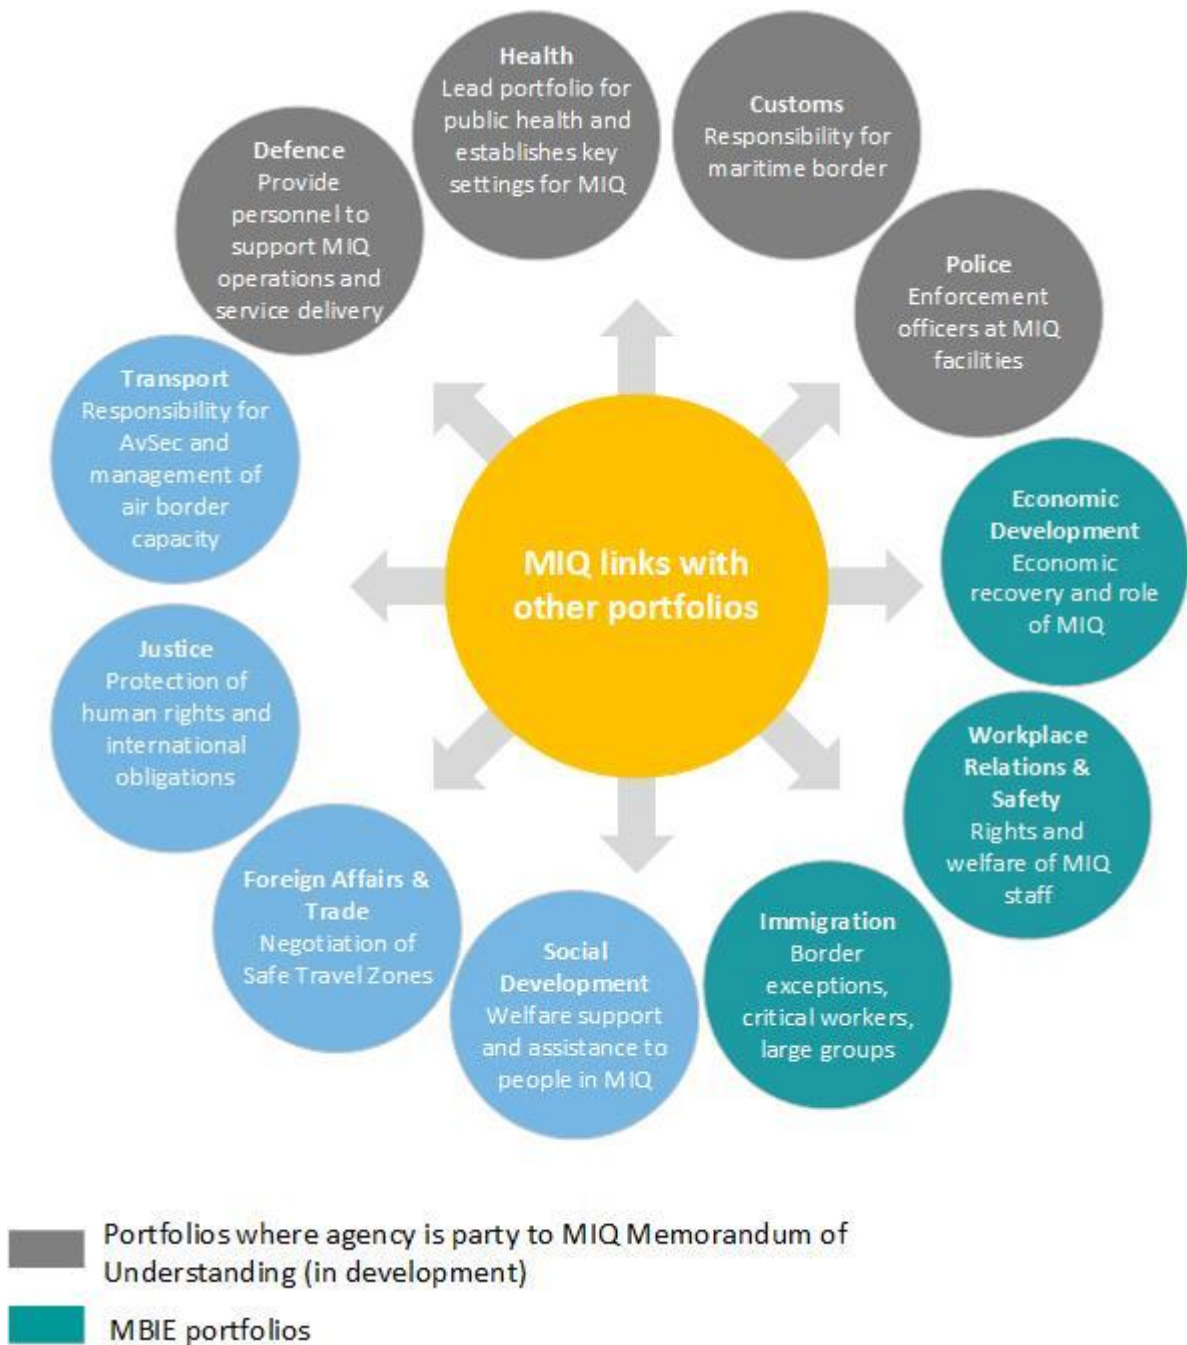 Health
Lead portfolio for
public health and
establishes key
settings for MIQ
Customs
Responsibility for
maritime border
Defence
Provide
personnel to
support MIQ
operations and
service delivery
Police
Enforcement
officers at MIQ
facilities
Transport
Responsibility for
AvSec and
management of
air border
capacity
Economic
Development
Economic
recovery and role
of MIQ
MIQ links with
other portfolios
Justice
Protection of
human rights and
international
obligations
Workplace
Relations &
Safety
Rights and
welfare of MIQ
staff
Foreign Affairs &
Trade
Negotiation of
Safe Travel Zones
Social
Development
Welfare support
and assistance to
people in MIQ
Immigration
Border
exceptions,
critical workers,
large groups
Portfolios where agency is party to MIQ Memorandum of
Understanding (in development)
MBIE portfolios